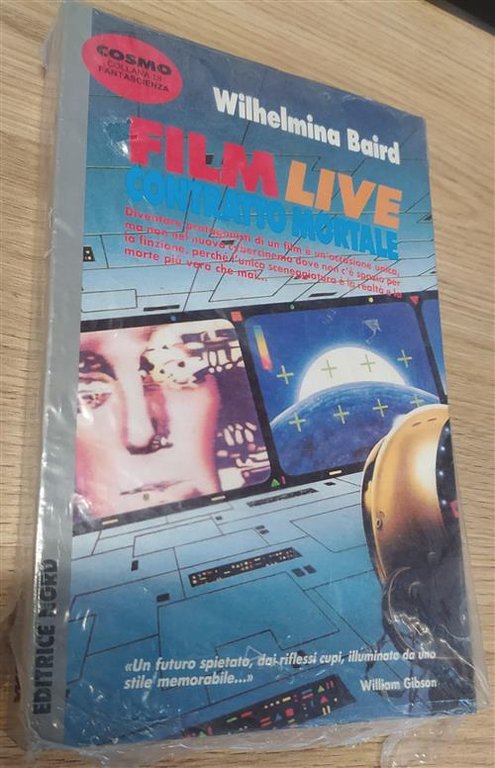 COSMO
COLLANA DI
FANTASCIENZA
Wilhelmina Baird
FILM LIVE
CONTRATTO MORTALE
Diventare protagonisti di un film è un'occasione unica,
ma non nel nuovo cybercinema dove non c'è spazio per
la finzione, perché l'unica sceneggiatura è la realtà e la
morte più vera che mai...
«Un futuro spietato, dai riflessi cupi, illuminato da uno
stile memorabile...»
William Gibson
EDITRICE NORD